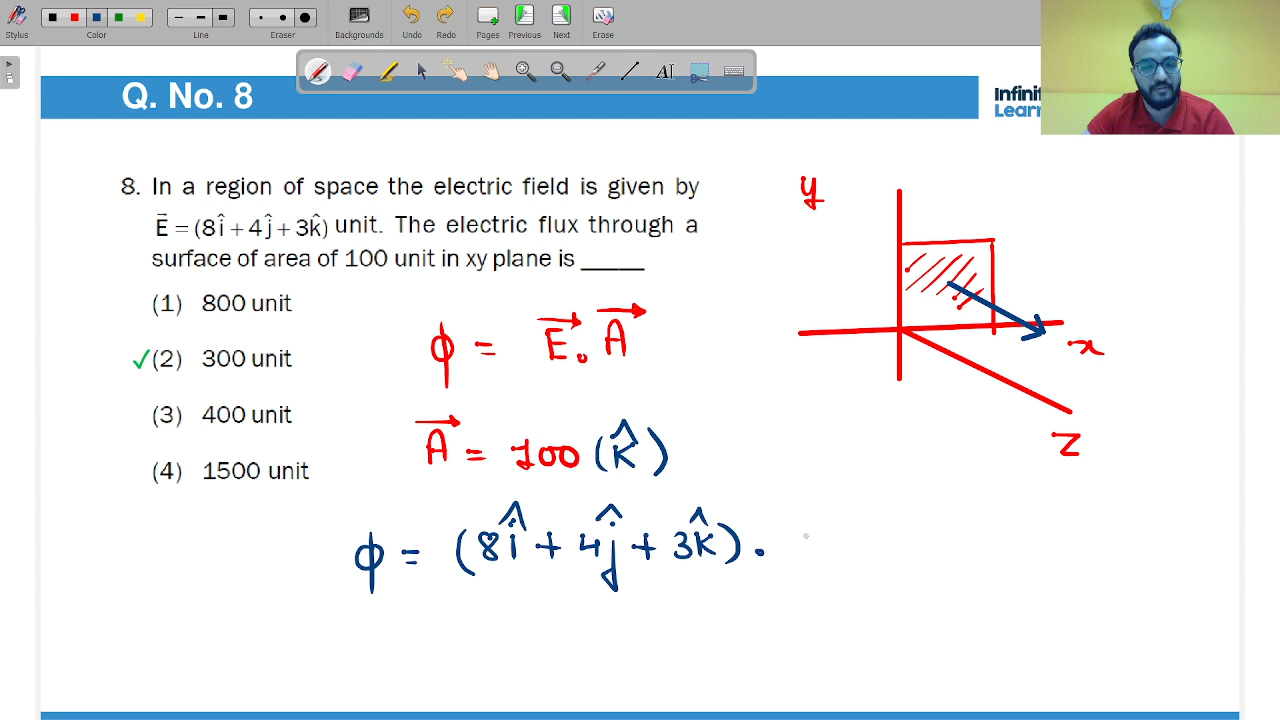 Stylus
Color
Line
Eraser
Backgrounds
Undo
Redo
Pages
Previous
Next
Erase
Q. No. 8
Infinit
Learn
8. In a region of space the electric field is given by
E⃗ = (8î + 4ĵ + 3k̂) unit. The electric flux through a
surface of area of 100 unit in xy plane is _____
(1) 800 unit
✓(2) 300 unit
(3) 400 unit
(4) 1500 unit
ϕ = E⃗ . A⃗
A⃗ = 100 (k̂)
ϕ = (8î + 4ĵ + 3k̂) .
y
x
z